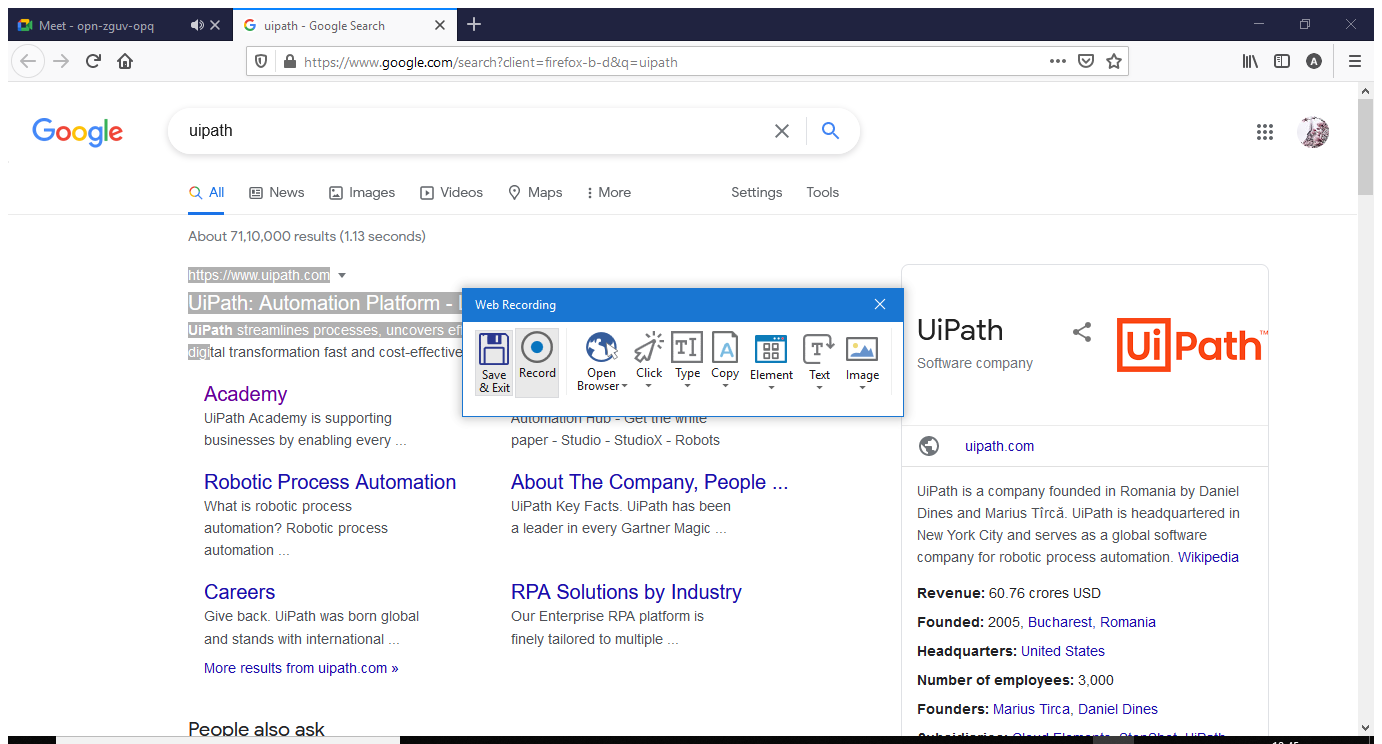 Meet - opn-zguv-opq
uipath - Google Search
https://www.google.com/search?client=firefox-b-d&q=uipath
A
Google
uipath
All
News
Images
Videos
Maps
More
Settings
Tools
About 71,10,000 results (1.13 seconds)
https://www.uipath.com
UiPath: Automation Platform -
UiPath streamlines processes, uncovers
digital transformation fast and cost-effective
Web Recording
Save & Exit
Record
Open Browser
Click
Type
Copy
Element
Text
Image
Academy
UiPath Academy is supporting
businesses by enabling every ...
Automation Hub - Get the white
paper - Studio - StudioX - Robots
Robotic Process Automation
What is robotic process
automation? Robotic process
automation ...
About The Company, People ...
UiPath Key Facts. UiPath has been
a leader in every Gartner Magic ...
Careers
Give back. UiPath was born global
and stands with international ...
RPA Solutions by Industry
Our Enterprise RPA platform is
finely tailored to multiple ...
More results from uipath.com »
People also ask
UiPath
Software company
UiPath™
uipath.com
UiPath is a company founded in Romania by Daniel
Dines and Marius Tîrcă. UiPath is headquartered in
New York City and serves as a global software
company for robotic process automation. Wikipedia
Revenue: 60.76 crores USD
Founded: 2005, Bucharest, Romania
Headquarters: United States
Number of employees: 3,000
Founders: Marius Tirca, Daniel Dines
Subsidiaries: Cloud Elements, StepShot, UiPath